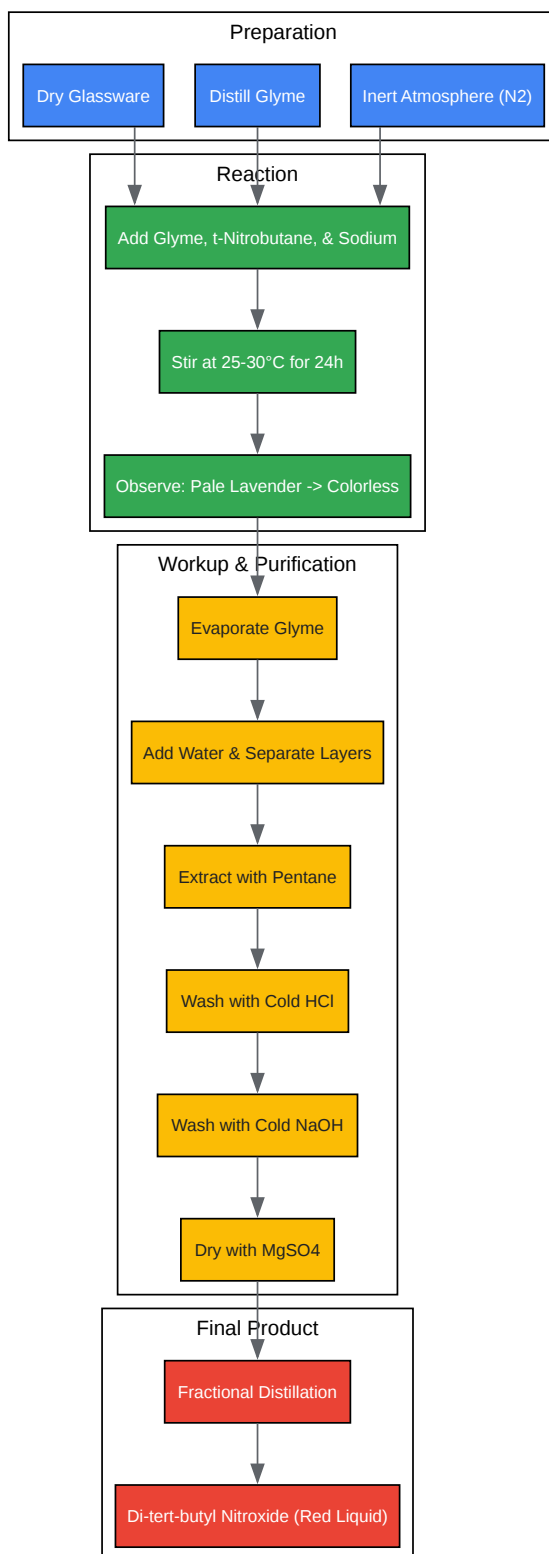 Preparation
Dry Glassware
Distill Glyme
Inert Atmosphere (N2)
Reaction
Add Glyme, t-Nitrobutane, & Sodium
Stir at 25-30°C for 24h
Observe: Pale Lavender -> Colorless
Workup & Purification
Evaporate Glyme
Add Water & Separate Layers
Extract with Pentane
Wash with Cold HCl
Wash with Cold NaOH
Dry with MgSO4
Final Product
Fractional Distillation
Di-tert-butyl Nitroxide (Red Liquid)